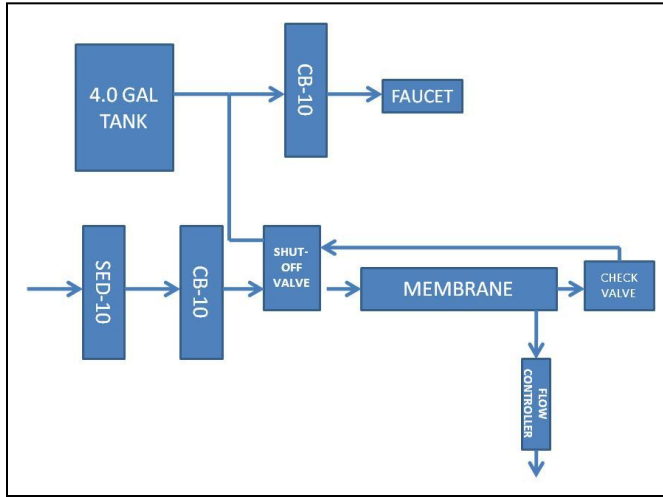 4.0 GAL
TANK
CB-10
FAUCET
SED-10
CB-10
SHUT-
OFF
VALVE
MEMBRANE
CHECK
VALVE
FLOW
CONTROLLER